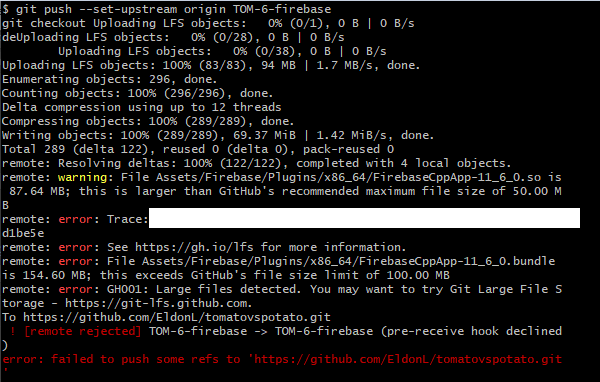 $ git push --set-upstream origin TOM-6-firebase
git checkout Uploading LFS objects:   0% (0/1), 0 B | 0 B/s
deUploading LFS objects:   0% (0/28), 0 B | 0 B/s
Uploading LFS objects:   0% (0/38), 0 B | 0 B/s
Uploading LFS objects: 100% (83/83), 94 MB | 1.7 MB/s, done.
Enumerating objects: 296, done.
Counting objects: 100% (296/296), done.
Delta compression using up to 12 threads
Compressing objects: 100% (289/289), done.
Writing objects: 100% (289/289), 69.37 MiB | 1.42 MiB/s, done.
Total 289 (delta 122), reused 0 (delta 0), pack-reused 0
remote: Resolving deltas: 100% (122/122), completed with 4 local objects.
remote: warning: File Assets/Firebase/Plugins/x86_64/FirebaseCppApp-11_6_0.so is
87.64 MB; this is larger than GitHub's recommended maximum file size of 50.00 M
B
remote: error: Trace:
d1be5e
remote: error: See https://gh.io/lfs for more information.
remote: error: File Assets/Firebase/Plugins/x86_64/FirebaseCppApp-11_6_0.bundle
is 154.60 MB; this exceeds GitHub's file size limit of 100.00 MB
remote: error: GH001: Large files detected. You may want to try Git Large File S
torage - https://git-lfs.github.com.
To https://github.com/EldonL/tomatovspotato.git
! [remote rejected] TOM-6-firebase -> TOM-6-firebase (pre-receive hook declined
)
error: failed to push some refs to 'https://github.com/EldonL/tomatovspotato.git
'